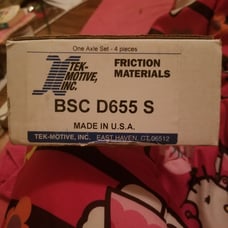 One Axle Set - 4 pieces
TEK-
MOTIVE,
INC.
FRICTION
MATERIALS
BSC D655 S
MADE IN U.S.A.
TEK-MOTIVE, INC. EAST HAVEN, CT 06512